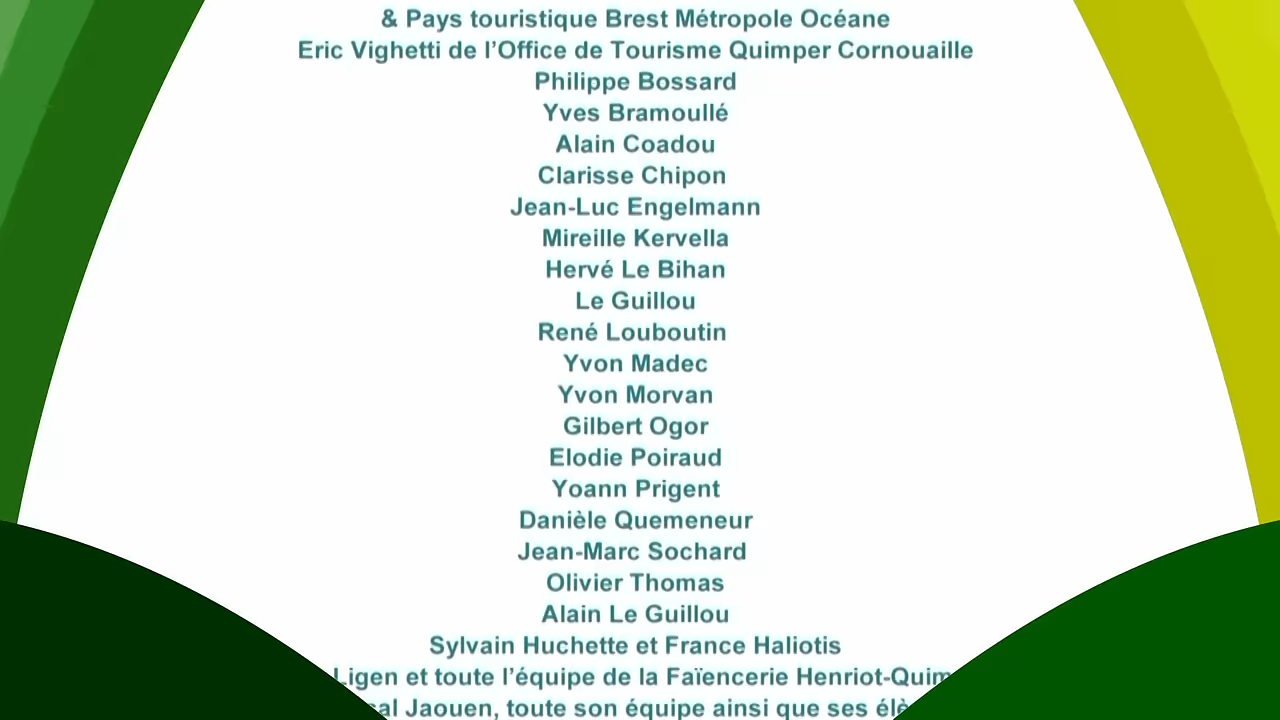 & Pays touristique Brest Métropole Océane
Eric Vighetti de l’Office de Tourisme Quimper Cornouaille
Philippe Bossard
Yves Bramoullé
Alain Coadou
Clarisse Chipon
Jean-Luc Engelmann
Mireille Kervella
Hervé Le Bihan
Le Guillou
René Louboutin
Yvon Madec
Yvon Morvan
Gilbert Ogor
Elodie Poiraud
Yoann Prigent
Danièle Quemeneur
Jean-Marc Sochard
Olivier Thomas
Alain Le Guillou
Sylvain Huchette et France Haliotis
Ligen et toute l’équipe de la Faïencerie Henriot-Quim
Jaouen, toute son équipe ainsi que ses